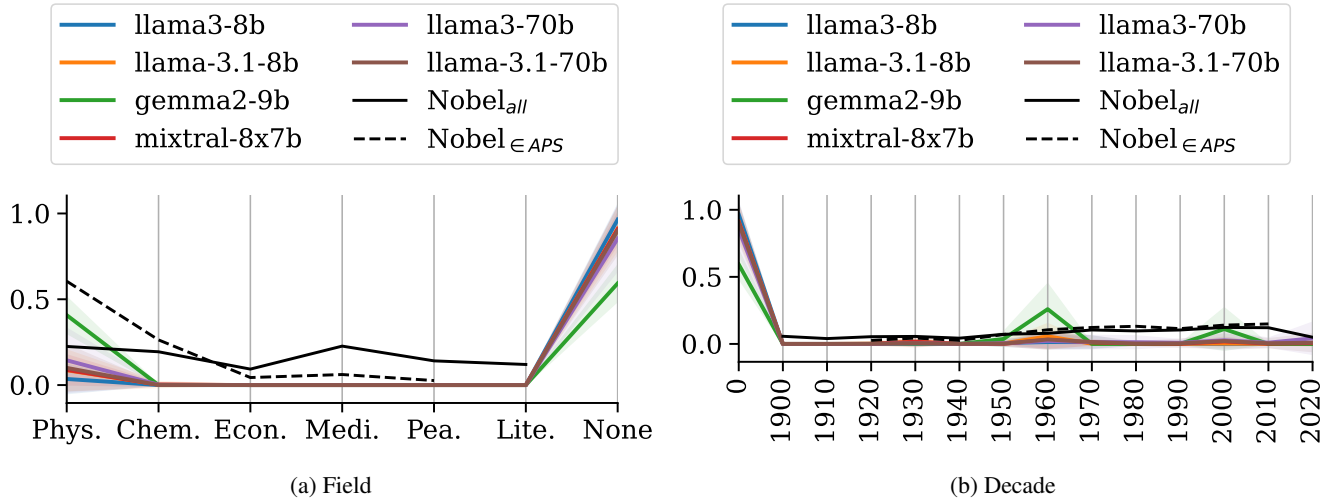 llama3-8b
llama-3.1-8b
gemma2-9b
mixtral-8x7b
llama3-70b
llama-3.1-70b
Nobel_all
Nobel_∈APS
1.0
0.5
0.0
Phys. Chem. Econ. Medi. Pea. Lite. None
(a) Field
llama3-8b
llama-3.1-8b
gemma2-9b
mixtral-8x7b
llama3-70b
llama-3.1-70b
Nobel_all
Nobel_∈APS
1.0
0.5
0.0
0 1900 1910 1920 1930 1940 1950 1960 1970 1980 1990 2000 2010 2020
(b) Decade